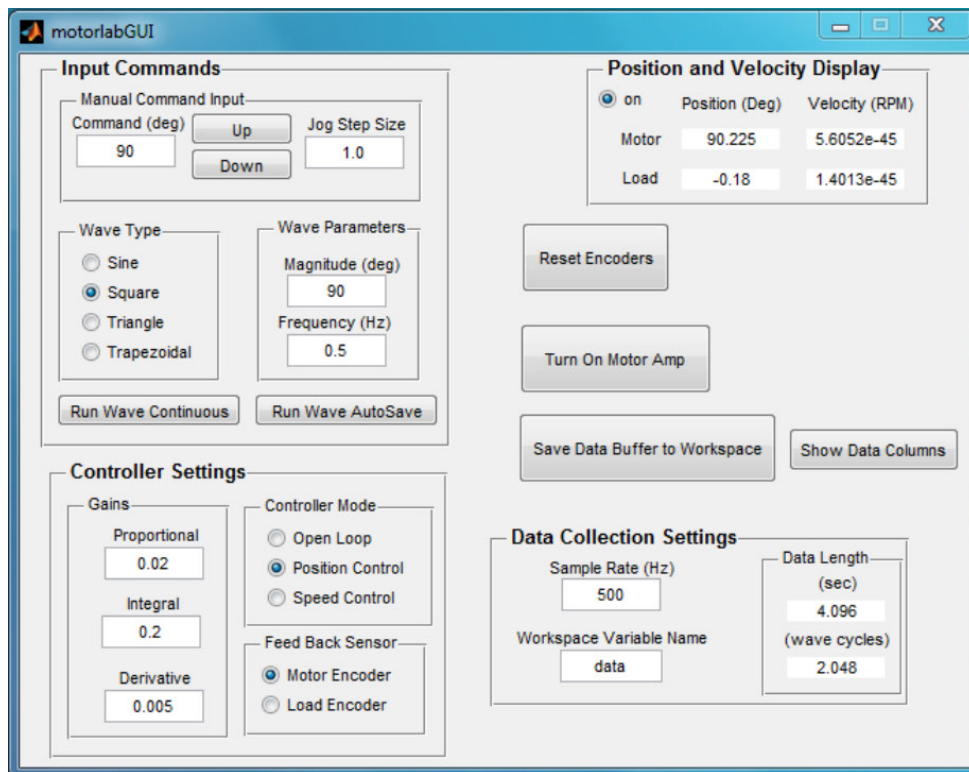 motorlabGUI
Input Commands
Manual Command Input
Command (deg)
90
Up
Down
Jog Step Size
1.0
Wave Type
Sine
Square
Triangle
Trapezoidal
Wave Parameters
Magnitude (deg)
90
Frequency (Hz)
0.5
Run Wave Continuous
Run Wave AutoSave
Controller Settings
Gains
Proportional
0.02
Integral
0.2
Derivative
0.005
Controller Mode
Open Loop
Position Control
Speed Control
Feed Back Sensor
Motor Encoder
Load Encoder
Position and Velocity Display
on Position (Deg) Velocity (RPM)
Motor 90.225 5.6052e-45
Load -0.18 1.4013e-45
Reset Encoders
Turn On Motor Amp
Save Data Buffer to Workspace
Show Data Columns
Data Collection Settings
Sample Rate (Hz)
500
Workspace Variable Name
data
Data Length
(sec)
4.096
(wave cycles)
2.048